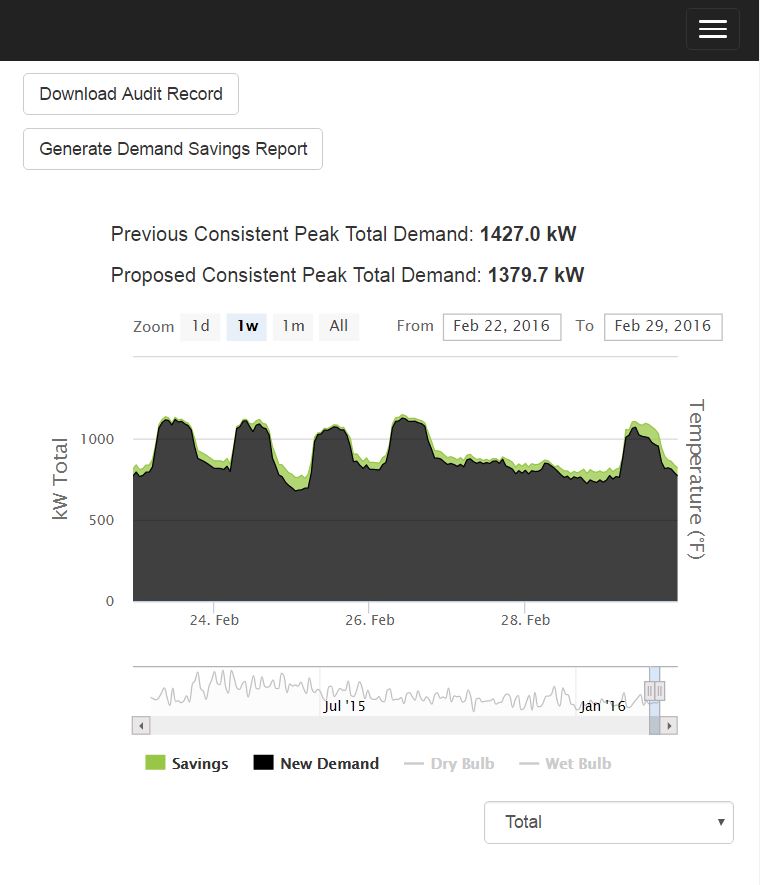 Download Audit Record
Generate Demand Savings Report
Previous Consistent Peak Total Demand: 1427.0 kW
Proposed Consistent Peak Total Demand: 1379.7 kW
Zoom 1d 1w 1m All From Feb 22, 2016 To Feb 29, 2016
kW Total
1000
500
0
Temperature (°F)
24. Feb 26. Feb 28. Feb
Jul '15 Jan '16
Savings New Demand Dry Bulb Wet Bulb
Total